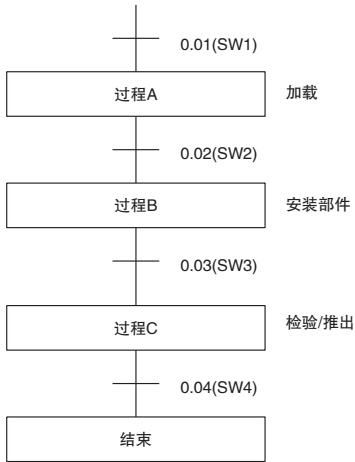 0.01(SW1)
过程A
加载
0.02(SW2)
过程B
安装部件
0.03(SW3)
过程C
检验/推出
0.04(SW4)
结束